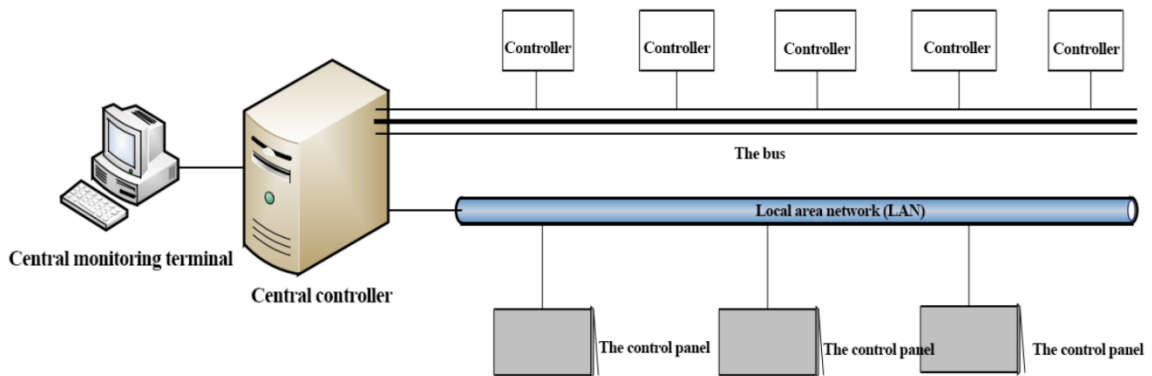 Controller
Controller
Controller
Controller
Controller
The bus
Local area network (LAN)
Central monitoring terminal
Central controller
The control panel
The control panel
The control panel